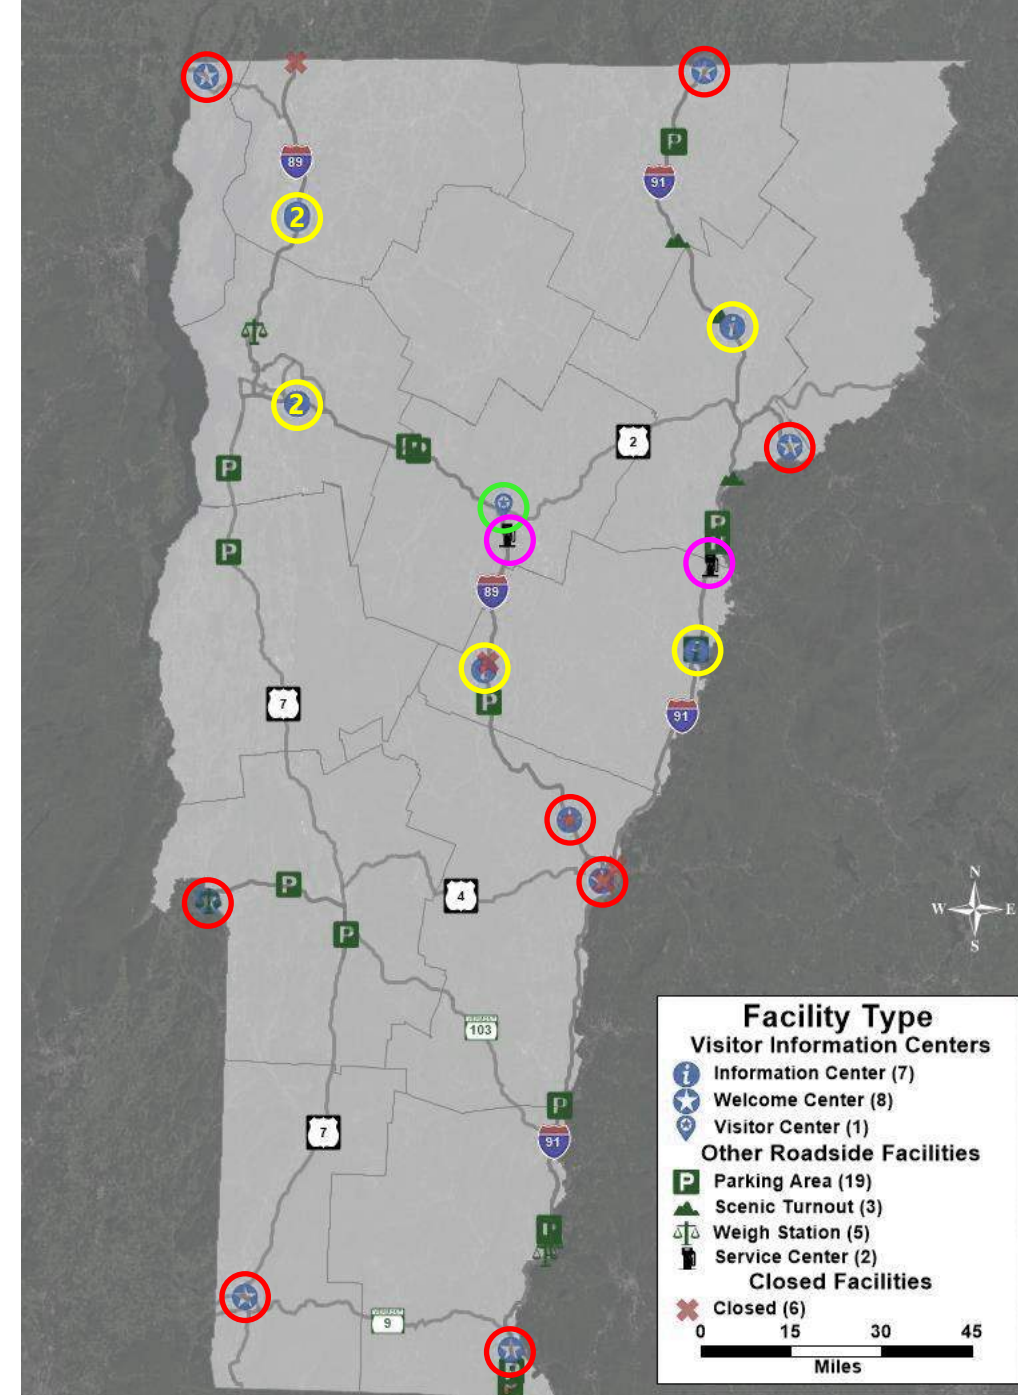 89
91
2
2
2
P
P
P
P
89
P
7
91
P
4
P
N
W E
S
103
P
91
7
P
9
P
Facility Type
Visitor Information Centers
i Information Center (7)
Welcome Center (8)
Visitor Center (1)
Other Roadside Facilities
P Parking Area (19)
Scenic Turnout (3)
Weigh Station (5)
Service Center (2)
Closed Facilities
Closed (6)
0 15 30 45
Miles